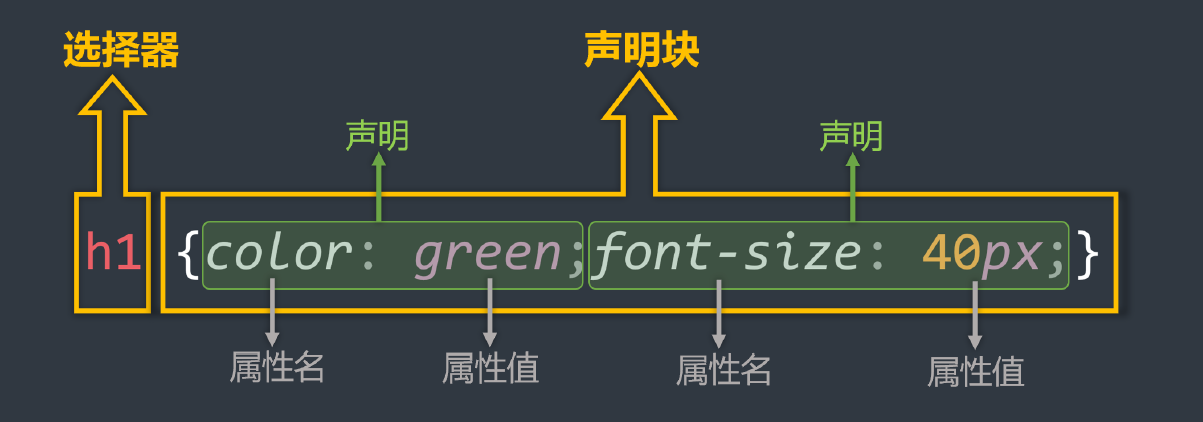 选择器 声明块
声明 声明
h1 {color: green;font-size: 40px;}
属性名 属性值 属性名 属性值